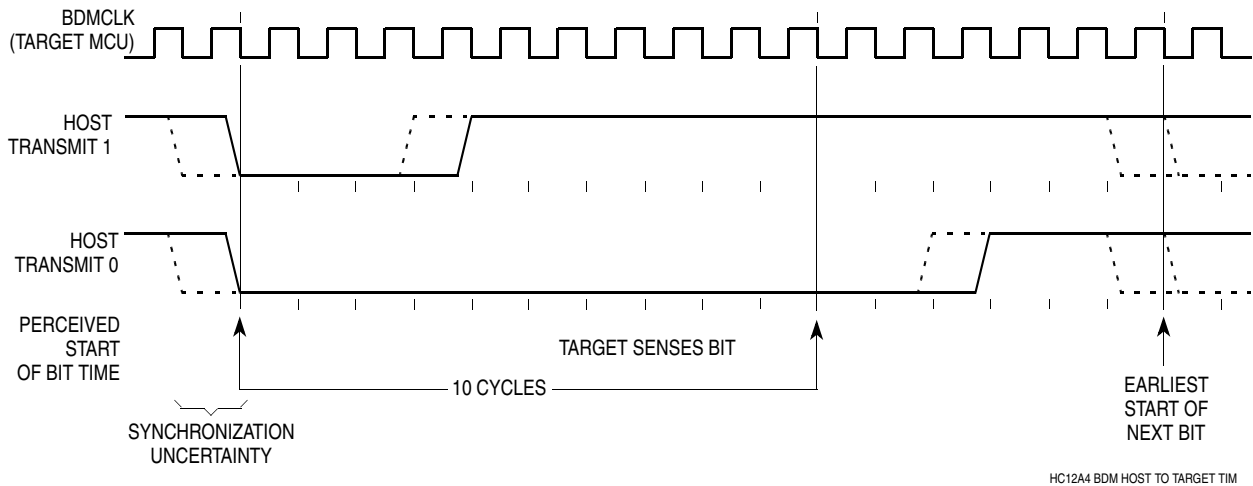 BDMCLK
(TARGET MCU)
HOST
TRANSMIT 1
HOST
TRANSMIT 0
PERCEIVED
START
OF BIT TIME
TARGET SENSES BIT
10 CYCLES
EARLIEST
START OF
NEXT BIT
SYNCHRONIZATION
UNCERTAINTY
HC12A4 BDM HOST TO TARGET TIM